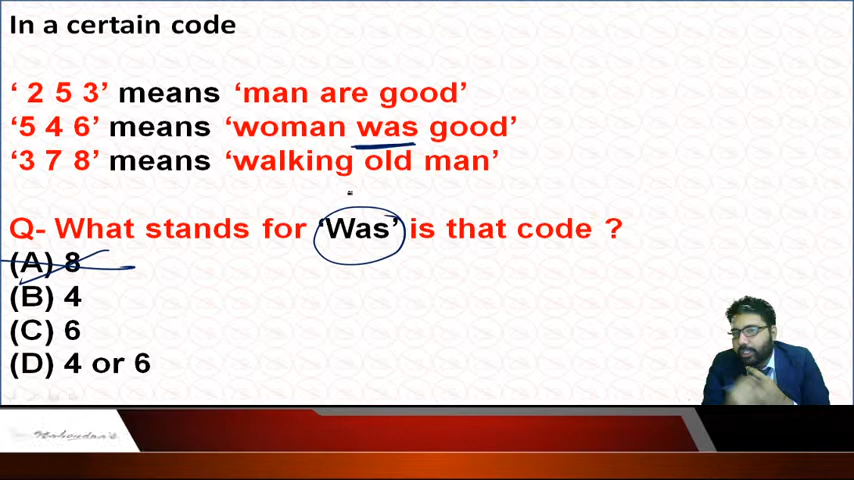 In a certain code
‘ 2 5 3’ means ‘man are good’
‘5 4 6’ means ‘woman was good’
‘3 7 8’ means ‘walking old man’
Q- What stands for ‘Was’ is that code ?
(A) 8
(B) 4
(C) 6
(D) 4 or 6